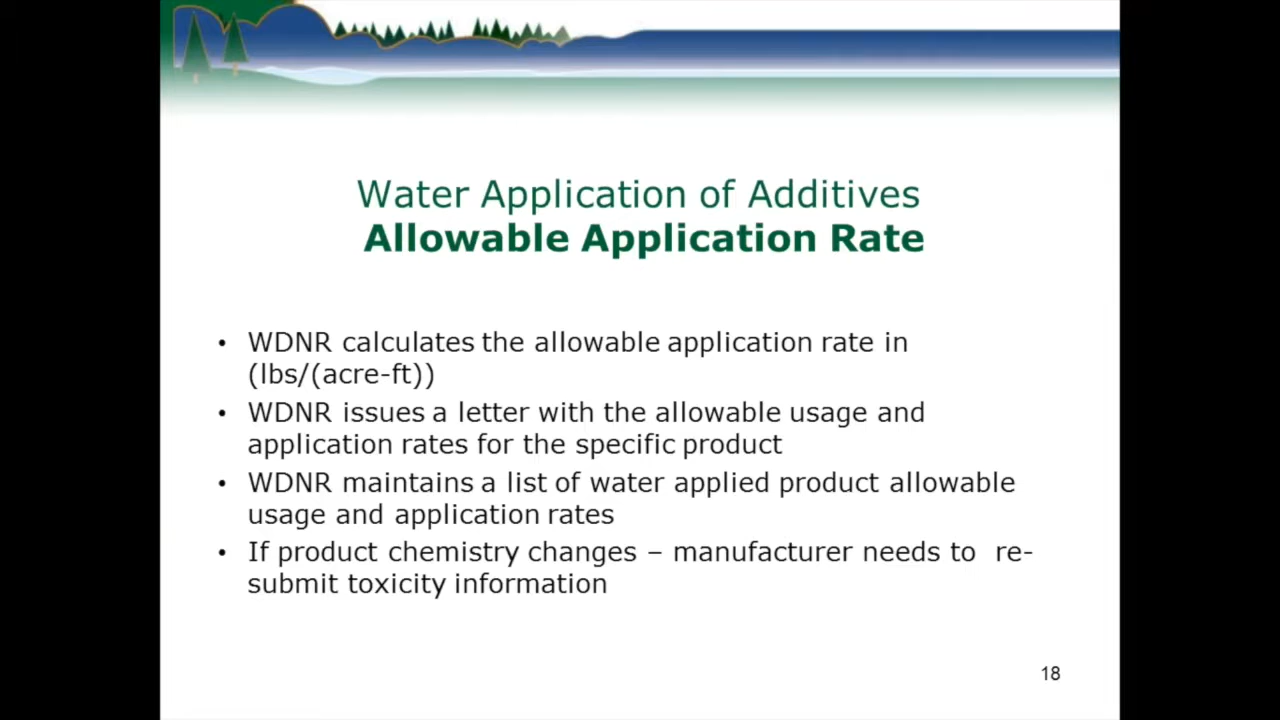 Water Application of Additives
Allowable Application Rate
• WDNR calculates the allowable application rate in
(lbs/(acre-ft))
• WDNR issues a letter with the allowable usage and
application rates for the specific product
• WDNR maintains a list of water applied product allowable
usage and application rates
• If product chemistry changes – manufacturer needs to re-
submit toxicity information
18